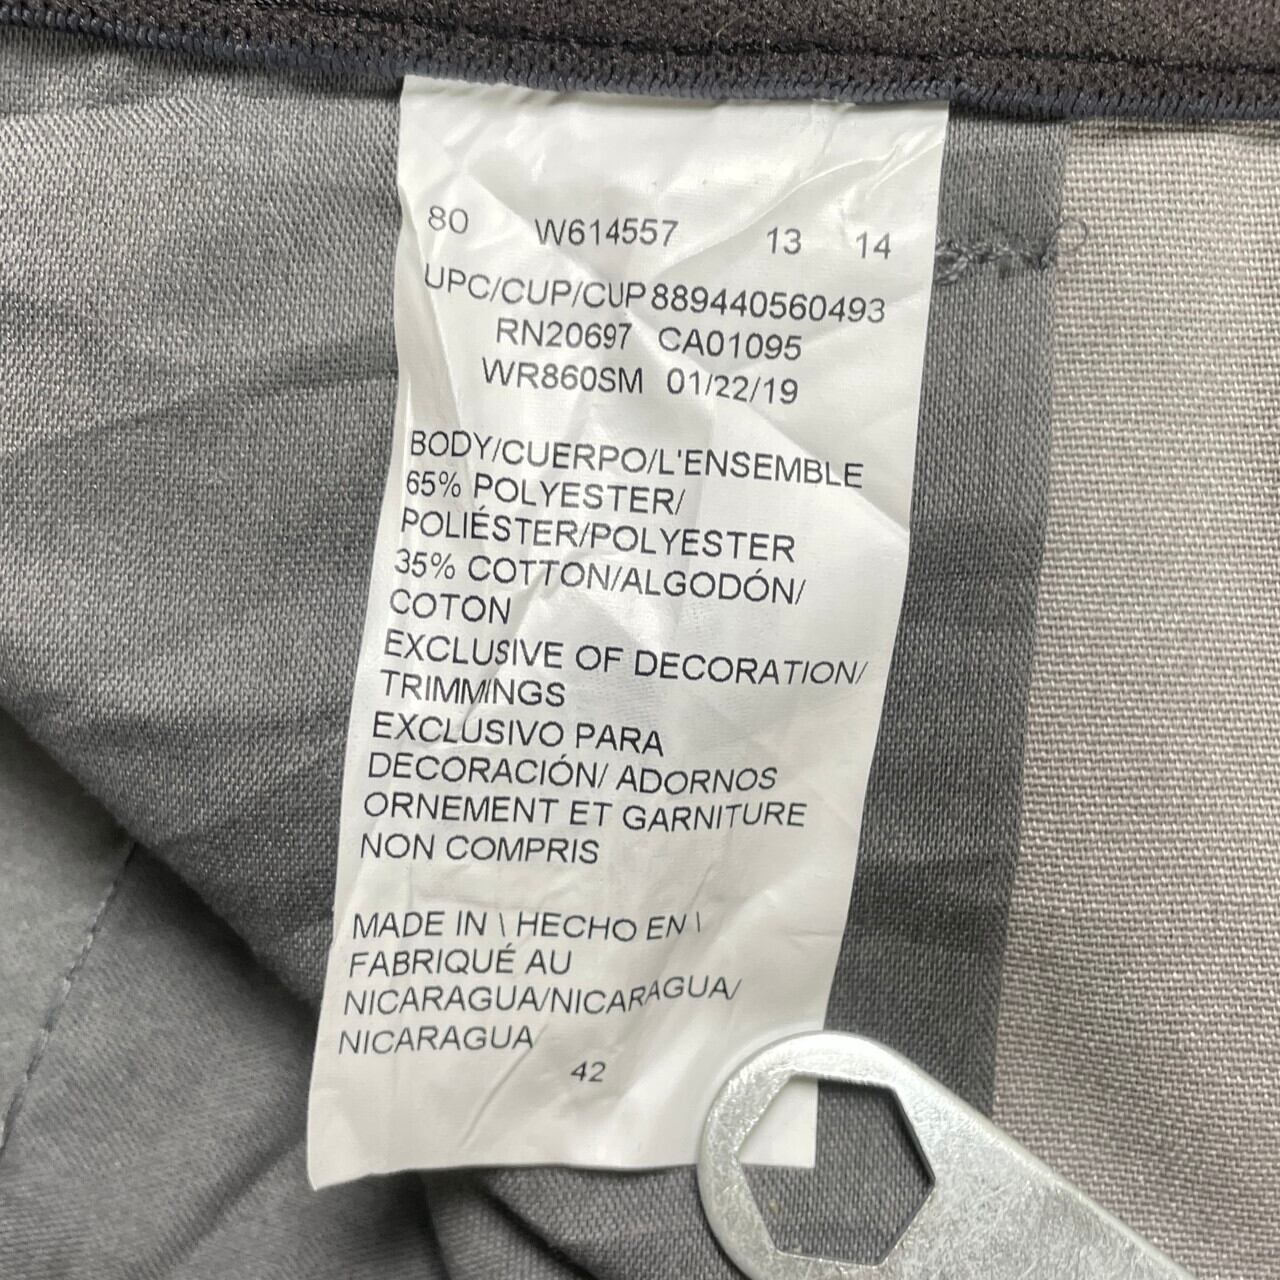 80 W614557 13 14
UPC/CUP/CUP 889440560493
RN20697 CA01095
WR860SM 01/22/19
BODY/CUERPO/L'ENSEMBLE
65% POLYESTER/
POLIÉSTER/POLYESTER
35% COTTON/ALGODÓN/
COTON
EXCLUSIVE OF DECORATION/
TRIMMINGS
EXCLUSIVO PARA
DECORACIÓN/ ADORNOS
ORNEMENT ET GARNITURE
NON COMPRIS
MADE IN \ HECHO EN \
FABRIQUÉ AU
NICARAGUA/NICARAGUA/
NICARAGUA
42